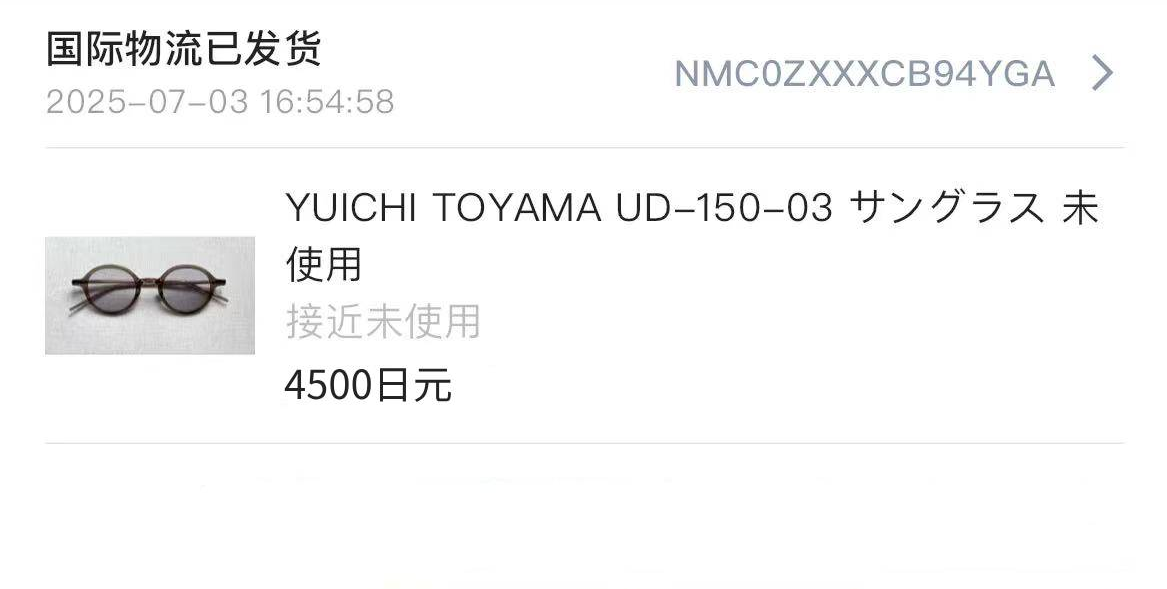 国际物流已发货
2025-07-03 16:54:58
NMC0ZXXXCB94YGA
YUICHI TOYAMA UD-150-03 サングラス 未
使用
接近未使用
4500日元